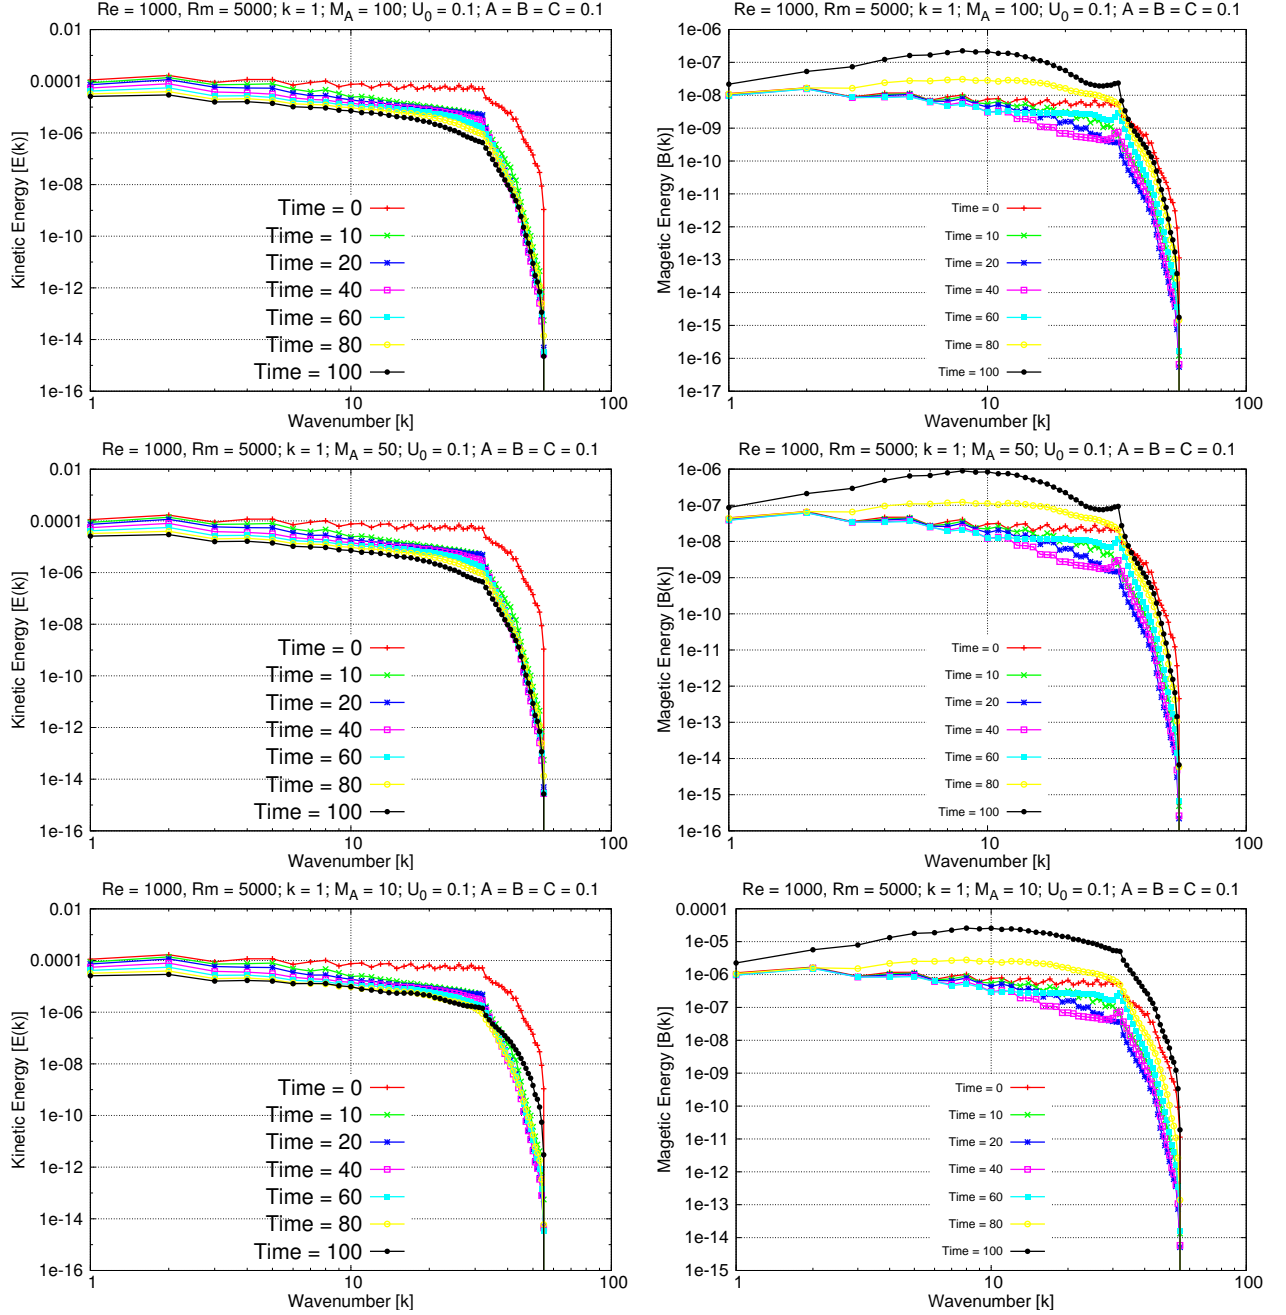 Re = 1000, Rm = 5000; k = 1; M_A = 100; U_0 = 0.1; A = B = C = 0.1
Kinetic Energy [E(k)]
0.01
0.0001
1e-06
1e-08
1e-10
1e-12
1e-14
1e-16
Time = 0
Time = 10
Time = 20
Time = 40
Time = 60
Time = 80
Time = 100
1 10 100
Wavenumber [k]
Re = 1000, Rm = 5000; k = 1; M_A = 100; U_0 = 0.1; A = B = C = 0.1
Magetic Energy [B(k)]
1e-06
1e-07
1e-08
1e-09
1e-10
1e-11
1e-12
1e-13
1e-14
1e-15
1e-16
1e-17
Time = 0
Time = 10
Time = 20
Time = 40
Time = 60
Time = 80
Time = 100
1 10 100
Wavenumber [k]
Re = 1000, Rm = 5000; k = 1; M_A = 50; U_0 = 0.1; A = B = C = 0.1
Kinetic Energy [E(k)]
0.01
0.0001
1e-06
1e-08
1e-10
1e-12
1e-14
1e-16
Time = 0
Time = 10
Time = 20
Time = 40
Time = 60
Time = 80
Time = 100
1 10 100
Wavenumber [k]
Re = 1000, Rm = 5000; k = 1; M_A = 50; U_0 = 0.1; A = B = C = 0.1
Magetic Energy [B(k)]
1e-06
1e-07
1e-08
1e-09
1e-10
1e-11
1e-12
1e-13
1e-14
1e-15
1e-16
Time = 0
Time = 10
Time = 20
Time = 40
Time = 60
Time = 80
Time = 100
1 10 100
Wavenumber [k]
Re = 1000, Rm = 5000; k = 1; M_A = 10; U_0 = 0.1; A = B = C = 0.1
Kinetic Energy [E(k)]
0.01
0.0001
1e-06
1e-08
1e-10
1e-12
1e-14
1e-16
Time = 0
Time = 10
Time = 20
Time = 40
Time = 60
Time = 80
Time = 100
1 10 100
Wavenumber [k]
Re = 1000, Rm = 5000; k = 1; M_A = 10; U_0 = 0.1; A = B = C = 0.1
Magetic Energy [B(k)]
0.0001
1e-05
1e-06
1e-07
1e-08
1e-09
1e-10
1e-11
1e-12
1e-13
1e-14
1e-15
Time = 0
Time = 10
Time = 20
Time = 40
Time = 60
Time = 80
Time = 100
1 10 100
Wavenumber [k]